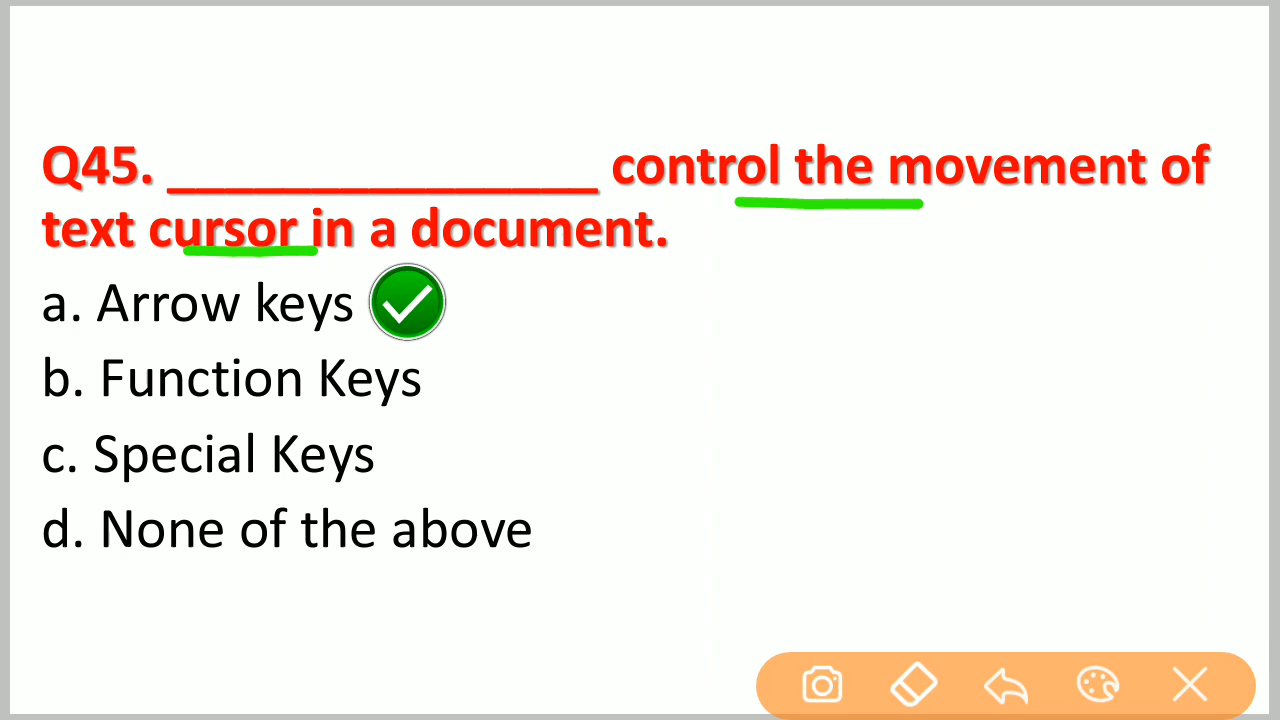 Q45. _______________ control the movement of
text cursor in a document.
a. Arrow keys
b. Function Keys
c. Special Keys
d. None of the above